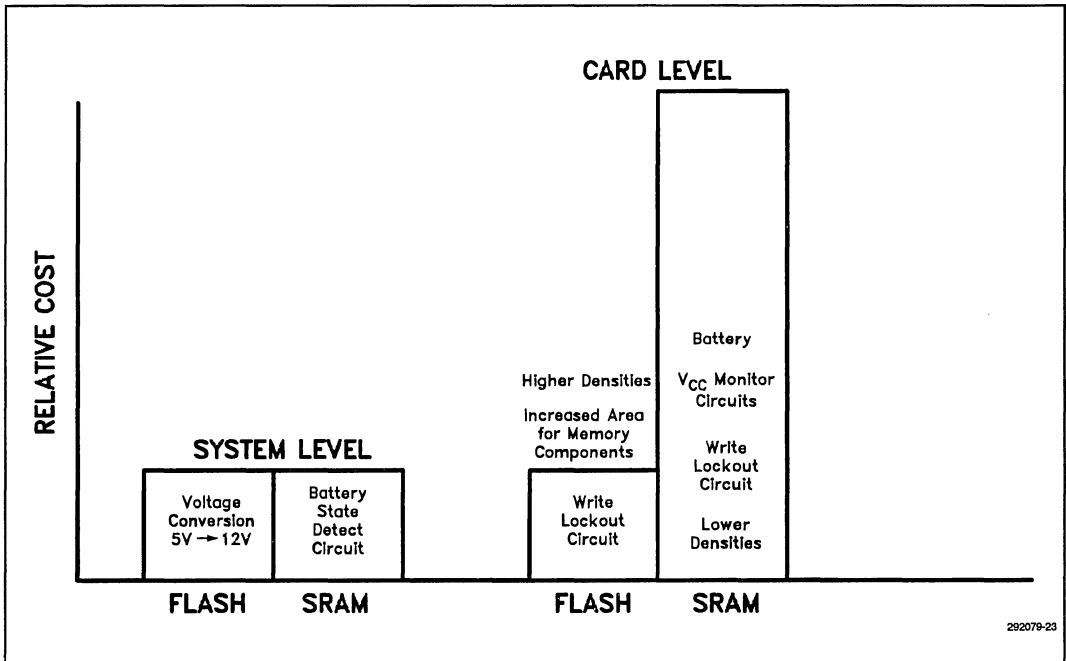 CARD LEVEL
RELATIVE COST
Battery
Higher Densities
VCC Monitor
Circuits
Increased Area
for Memory
Components
SYSTEM LEVEL
Write
Lockout
Circuit
Voltage
Conversion
5V → 12V
Battery
State
Detect
Circuit
Write
Lockout
Circuit
Lower
Densities
FLASH
SRAM
FLASH
SRAM
292079-23